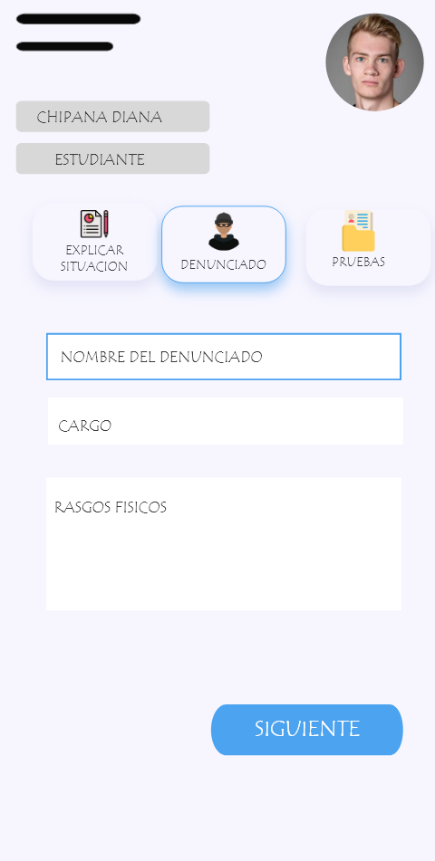 CHIPANA DIANA
ESTUDIANTE
EXPLICAR
SITUACION
DENUNCIADO
PRUEBAS
NOMBRE DEL DENUNCIADO
CARGO
RASGOS FISICOS
SIGUIENTE